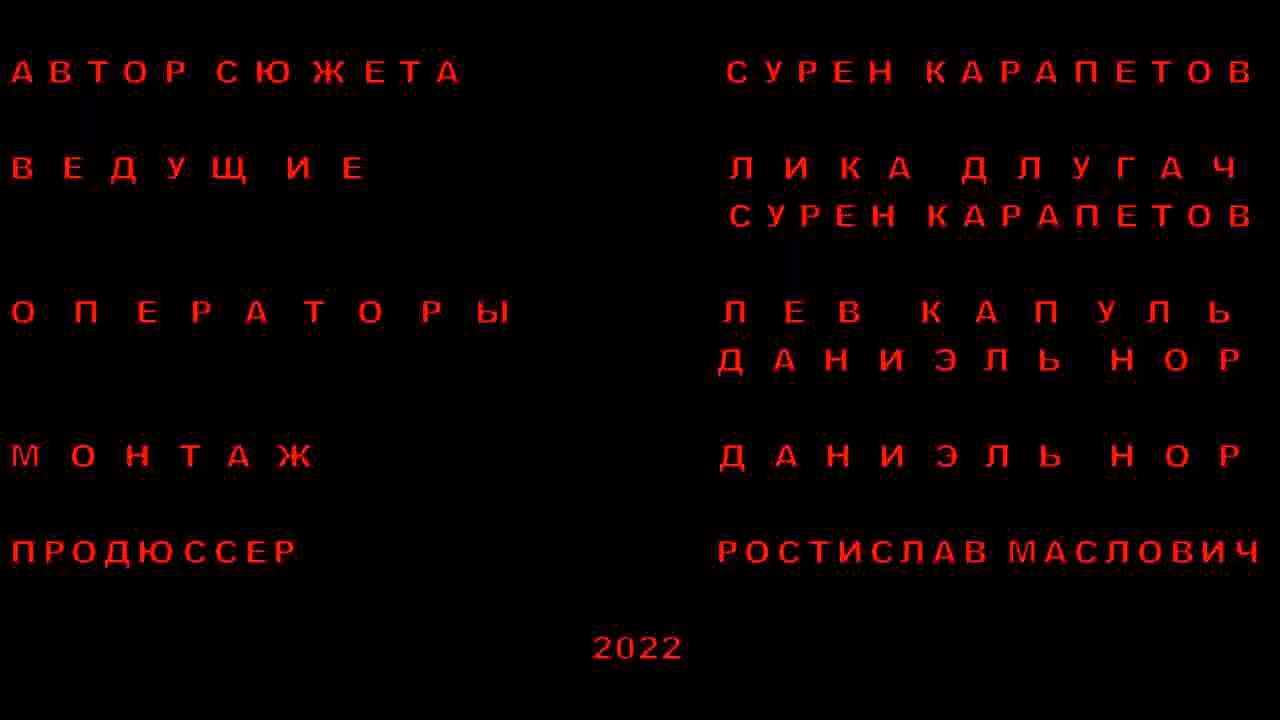 АВТОР СЮЖЕТА СУРЕН КАРАПЕТОВ
ВЕДУЩИЕ ЛИКА ДЛУГАЧ
СУРЕН КАРАПЕТОВ
ОПЕРАТОРЫ ЛЕВ КАПУЛЬ
ДАНИЭЛЬ НОР
МОНТАЖ ДАНИЭЛЬ НОР
ПРОДЮССЕР РОСТИСЛАВ МАСЛОВИЧ
2022